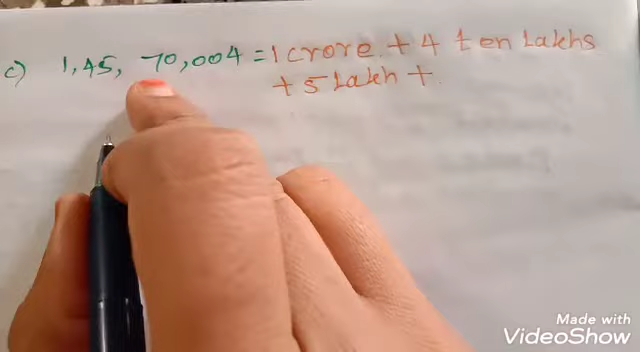 c) 1,45, 70,004 = 1 crore + 4 ten Lakhs
+ 5 Lakh +
Made with
VideoShow